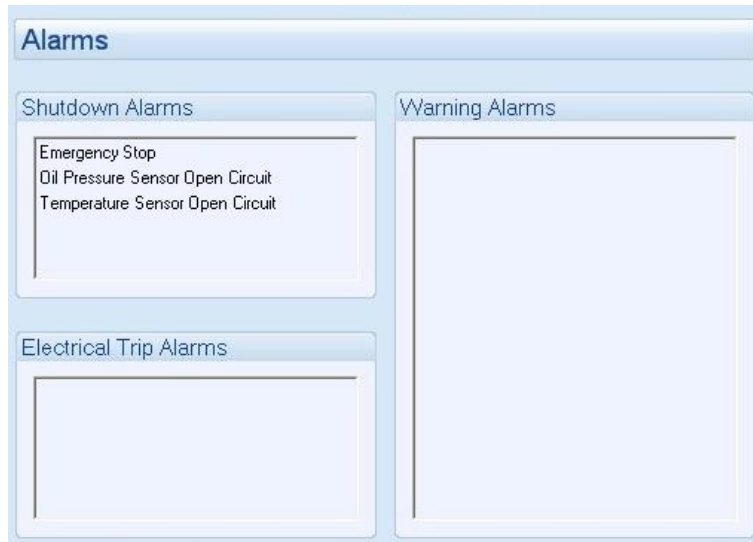 Alarms
Shutdown Alarms
Emergency Stop
Oil Pressure Sensor Open Circuit
Temperature Sensor Open Circuit
Electrical Trip Alarms
Warning Alarms